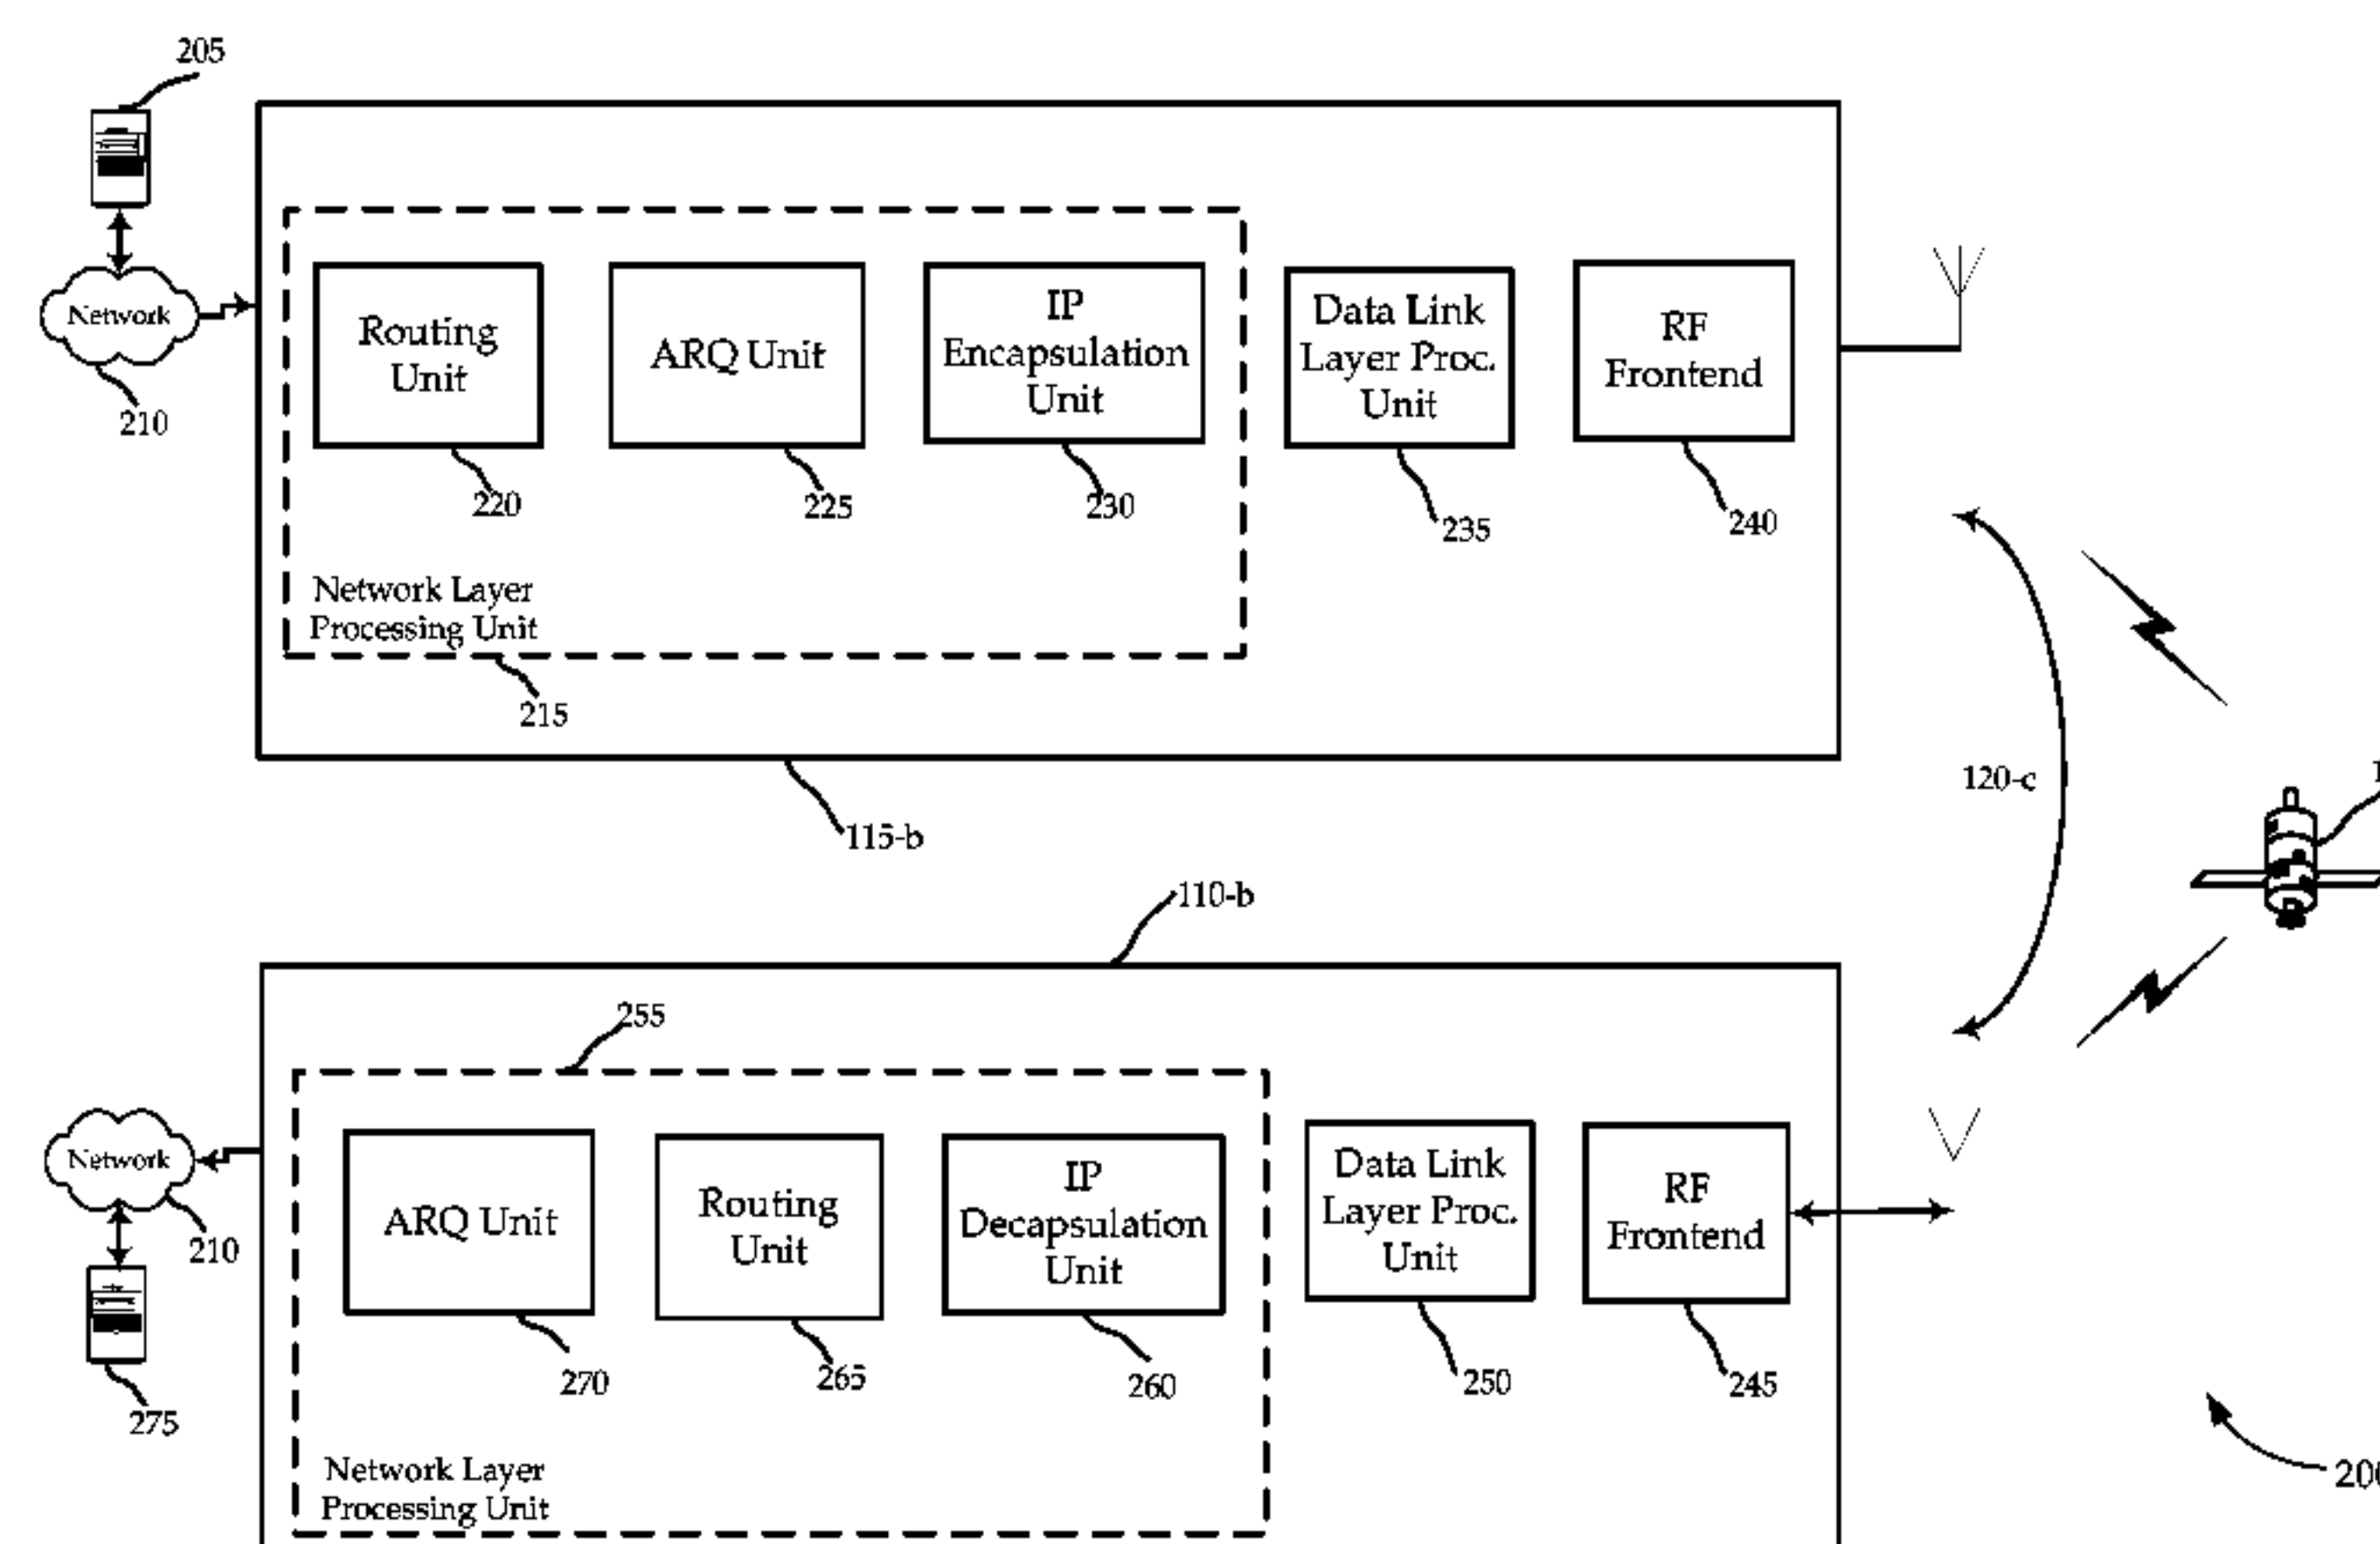 205
Network
210
Routing
Unit
220
ARQ Unit
225
IP
Encapsulation
Unit
230
Data Link
Layer Proc.
Unit
235
RF
Frontend
240
Network Layer
Processing Unit
215
115-b
120-c
110-b
255
Network
210
275
ARQ Unit
270
Routing
Unit
265
IP
Decapsulation
Unit
260
Data Link
Layer Proc.
Unit
250
RF
Frontend
245
Network Layer
Processing Unit